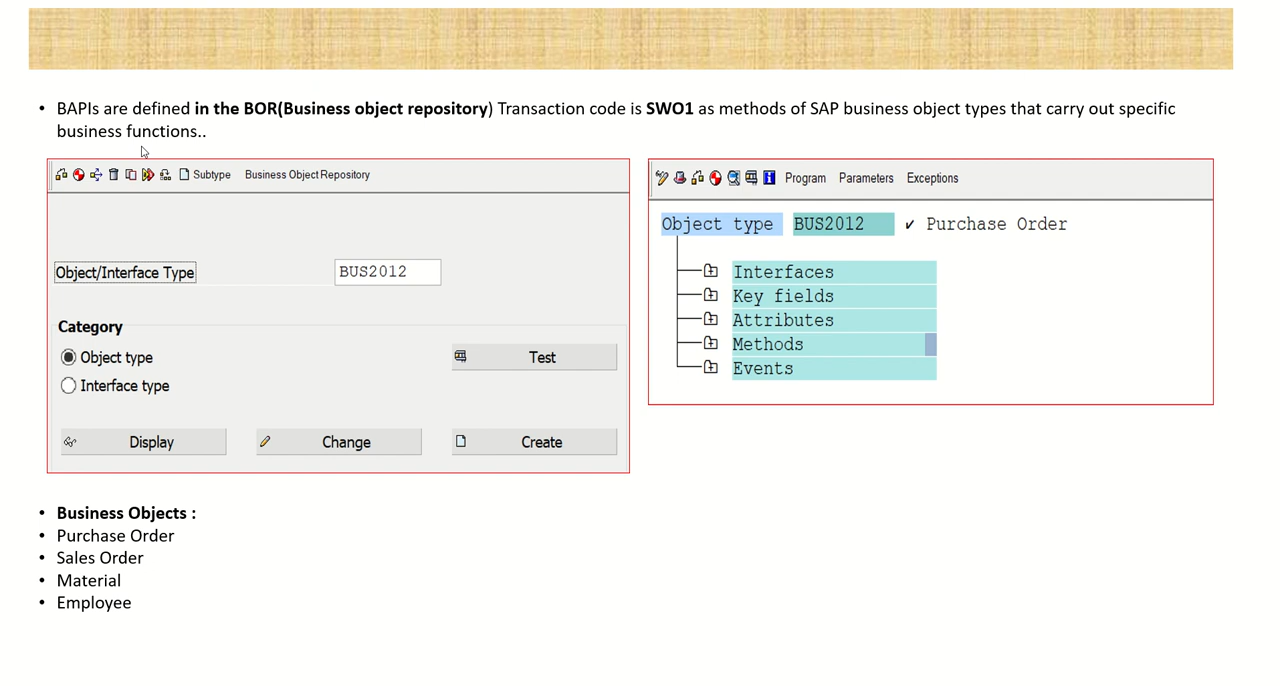 • BAPIs are defined in the BOR(Business object repository) Transaction code is SWO1 as methods of SAP business object types that carry out specific
business functions..
Subtype Business Object Repository
Object/Interface Type BUS2012
Category
Object type
Test
Interface type
Display Change Create
Program Parameters Exceptions
Object type BUS2012 ✔ Purchase Order
Interfaces
Key fields
Attributes
Methods
Events
• Business Objects :
• Purchase Order
• Sales Order
• Material
• Employee